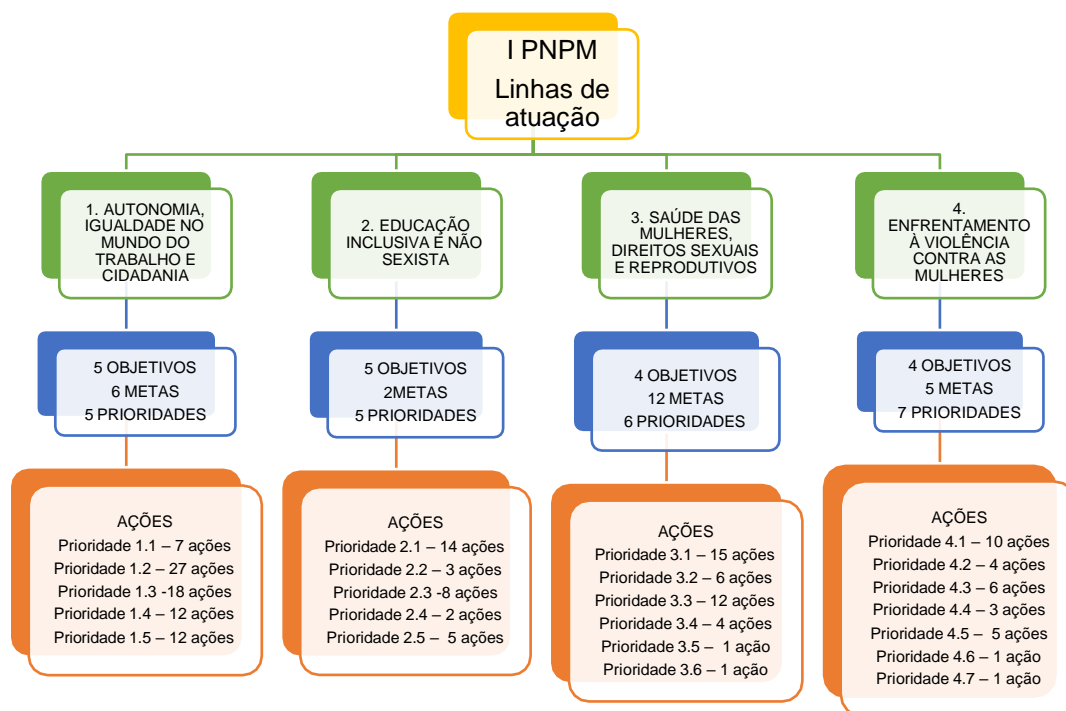 I PNPM
Linhas de
atuação
1. AUTONOMIA,
IGUALDADE NO
MUNDO DO
TRABALHO E
CIDADANIA
2. EDUCAÇÃO
INCLUSIVA E NÃO
SEXISTA
3. SAÚDE DAS
MULHERES,
DIREITOS SEXUAIS
E REPRODUTIVOS
4.
ENFRENTAMENTO
À VIOLÊNCIA
CONTRA AS
MULHERES
5 OBJETIVOS
6 METAS
5 PRIORIDADES
5 OBJETIVOS
2METAS
5 PRIORIDADES
4 OBJETIVOS
12 METAS
6 PRIORIDADES
4 OBJETIVOS
5 METAS
7 PRIORIDADES
AÇÕES
Prioridade 1.1 – 7 ações
Prioridade 1.2 – 27 ações
Prioridade 1.3 -18 ações
Prioridade 1.4 – 12 ações
Prioridade 1.5 – 12 ações
AÇÕES
Prioridade 2.1 – 14 ações
Prioridade 2.2 – 3 ações
Prioridade 2.3 -8 ações
Prioridade 2.4 – 2 ações
Prioridade 2.5 – 5 ações
AÇÕES
Prioridade 3.1 – 15 ações
Prioridade 3.2 – 6 ações
Prioridade 3.3 – 12 ações
Prioridade 3.4 – 4 ações
Prioridade 3.5 – 1 ação
Prioridade 3.6 – 1 ação
AÇÕES
Prioridade 4.1 – 10 ações
Prioridade 4.2 – 4 ações
Prioridade 4.3 – 6 ações
Prioridade 4.4 – 3 ações
Prioridade 4.5 – 5 ações
Prioridade 4.6 – 1 ação
Prioridade 4.7 – 1 ação